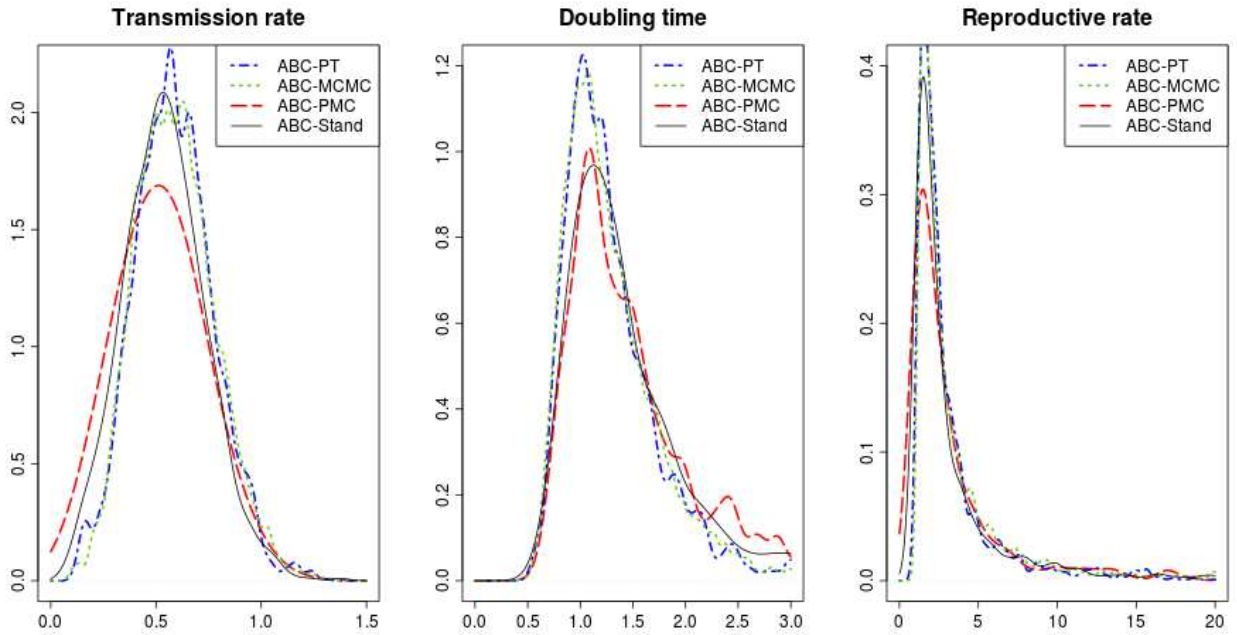 Transmission rate
ABC-PT
ABC-MCMC
ABC-PMC
ABC-Stand
0.0
0.5
1.0
1.5
2.0
0.0
0.5
1.0
1.5
Doubling time
ABC-PT
ABC-MCMC
ABC-PMC
ABC-Stand
0.0
0.2
0.4
0.6
0.8
1.0
1.2
0.0
0.5
1.0
1.5
2.0
2.5
3.0
Reproductive rate
ABC-PT
ABC-MCMC
ABC-PMC
ABC-Stand
0.0
0.1
0.2
0.3
0.4
0
5
10
15
20